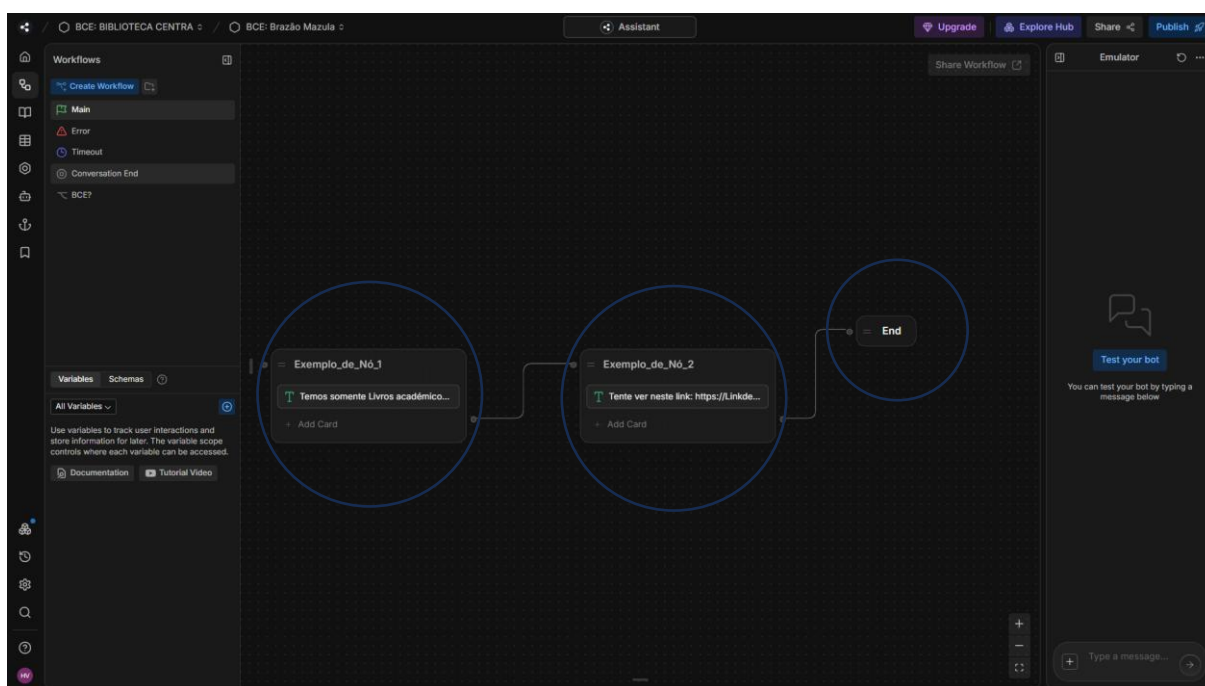 BCE: BIBLIOTECA CENTRA
BCE: Brazão Mazula
Assistant
Upgrade
Explore Hub
Share
Publish
Workflows
Create Workflow
Main
Error
Timeout
Conversation End
BCE?
Variables
Schemas
All Variables
Use variables to track user interactions and
store information for later. The variable scope
controls where each variable can be accessed.
Documentation
Tutorial Video
HV
Share Workflow
Exemplo_de_Nó_1
Temos somente Livros académico...
+ Add Card
Exemplo_de_Nó_2
Tente ver neste link: https://Linkde...
+ Add Card
End
Emulator
Test your bot
You can test your bot by typing a
message below
Type a message...